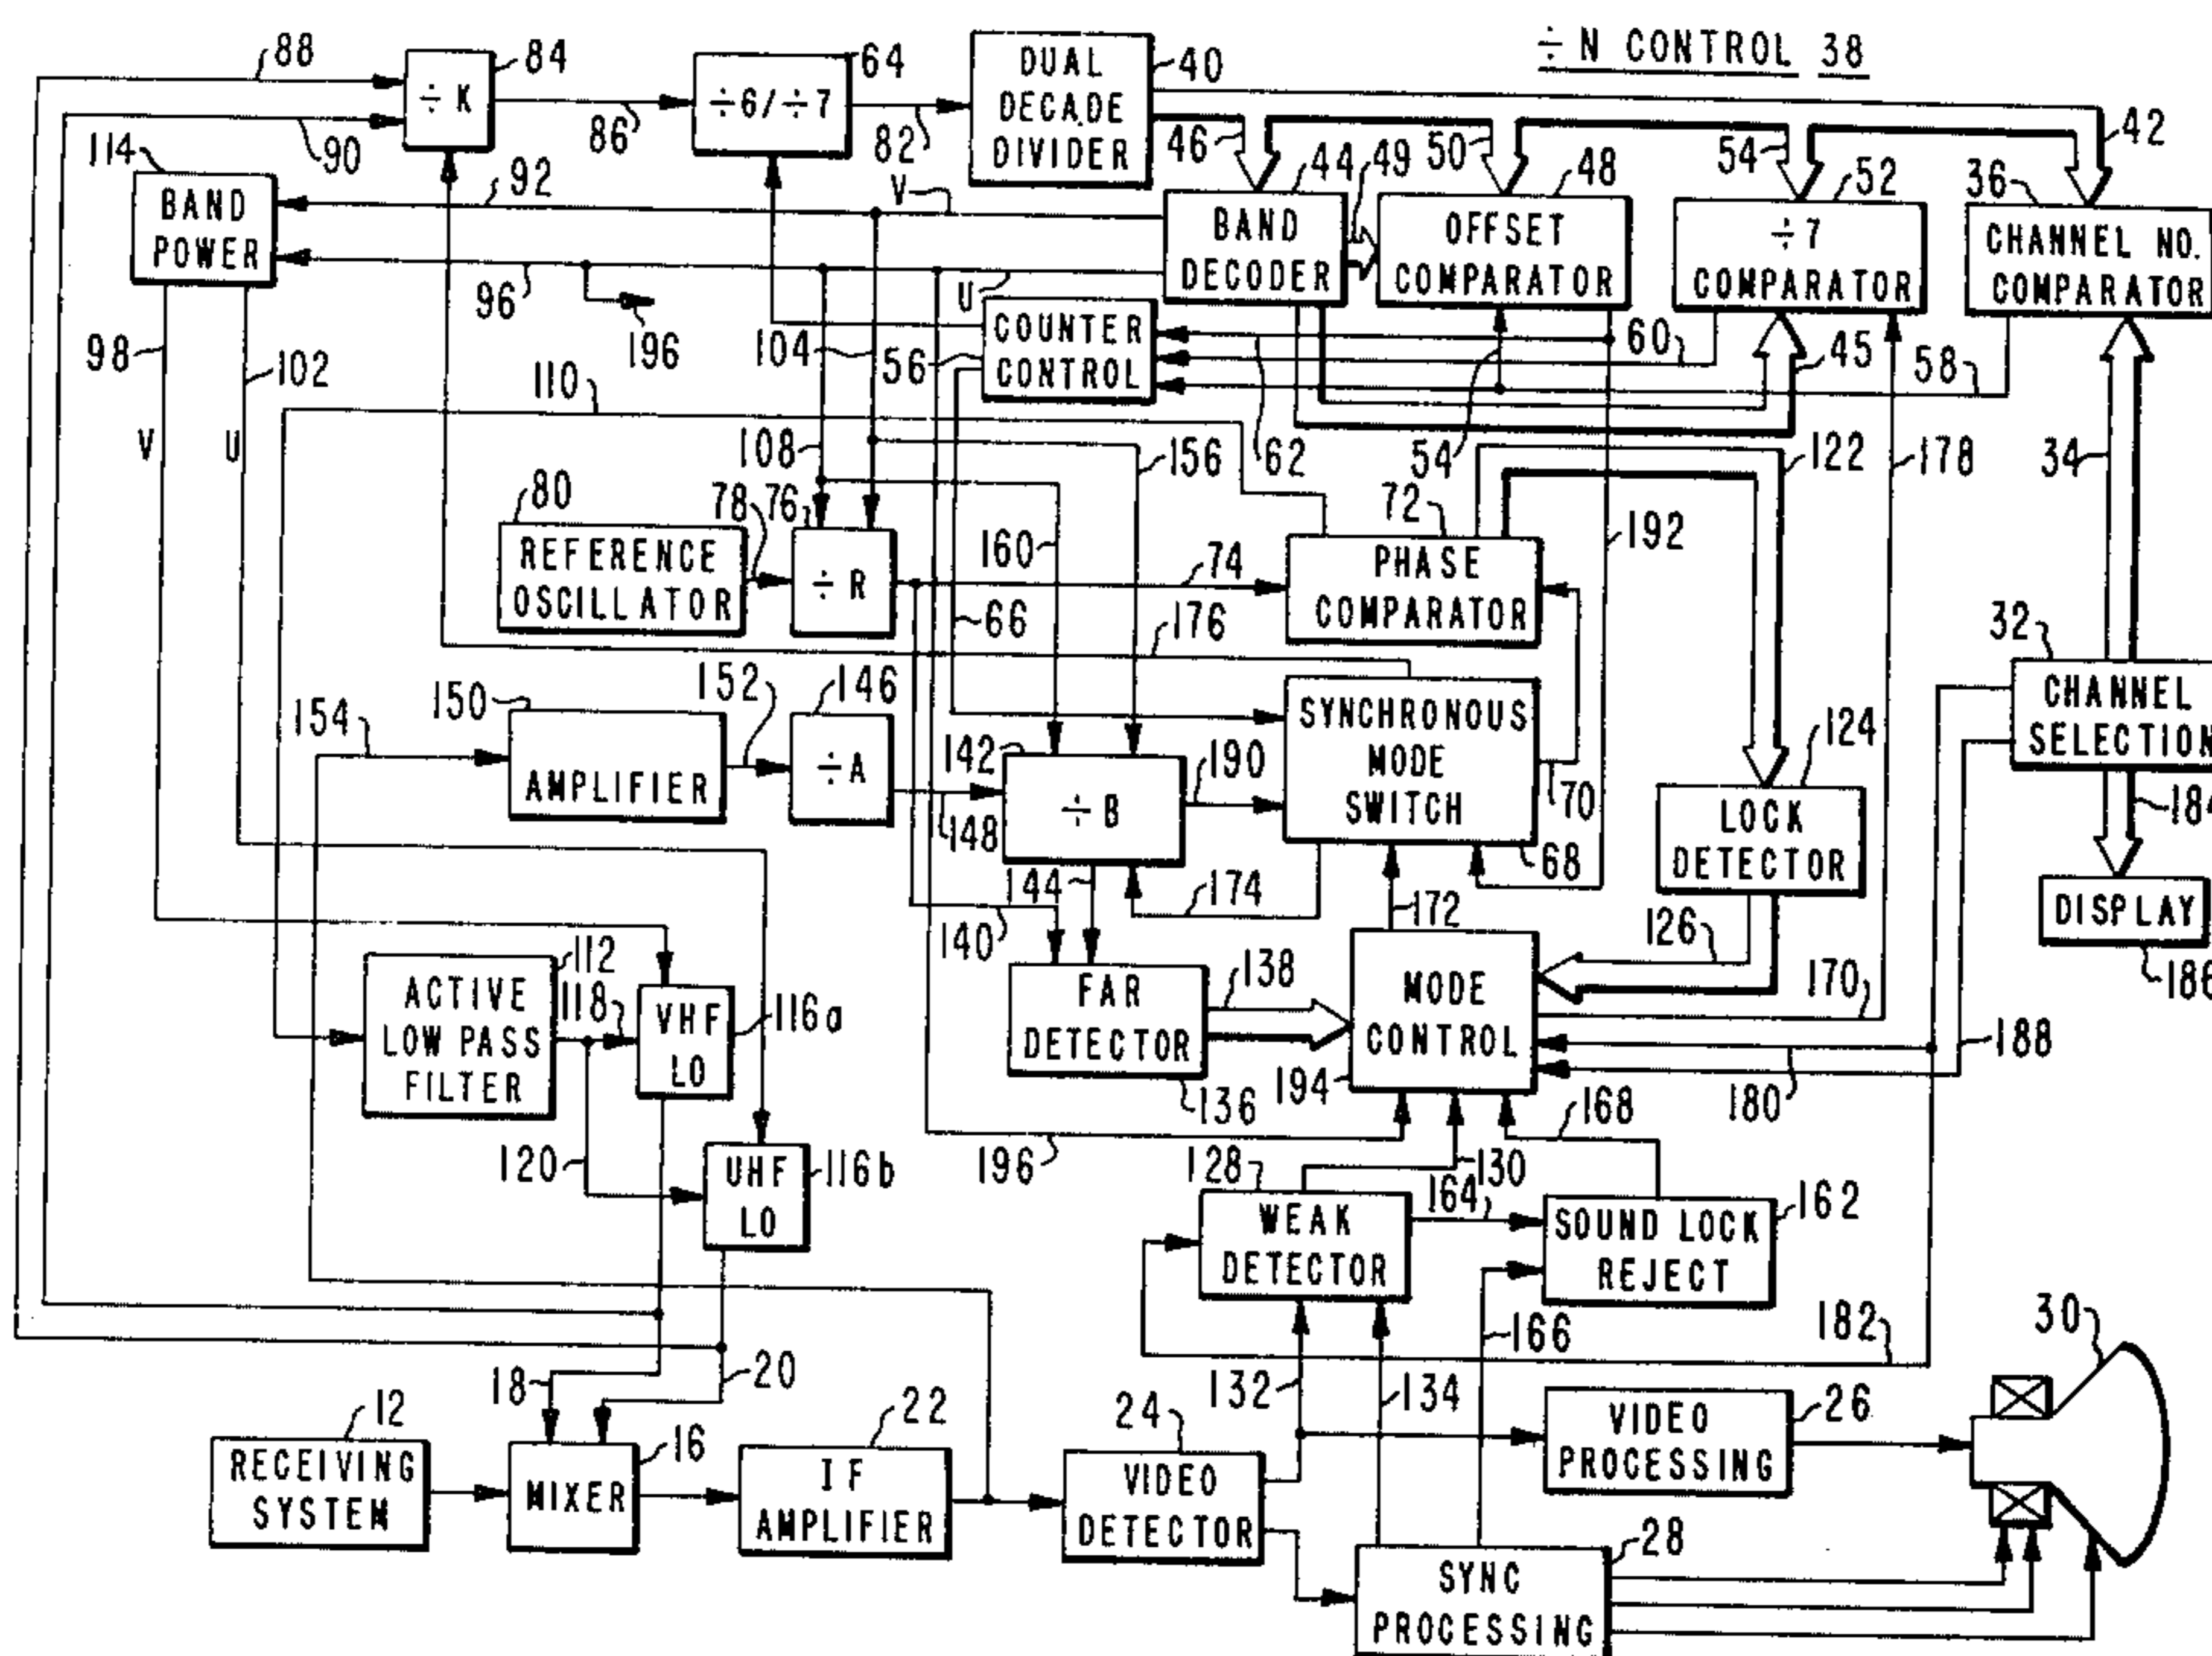 ÷ N CONTROL 38
88
÷ K
84
86
÷6/÷7
64
82
DUAL
DECADE
DIVIDER
40
42
90
114
BAND
POWER
92
V
46
44
49
50
48
54
52
36
BAND
DECODER
OFFSET
COMPARATOR
÷7
COMPARATOR
CHANNEL NO.
COMPARATOR
96
196
U
104
56
COUNTER
CONTROL
60
45
58
98
102
110
V
U
108
156
62
54
122
178
34
80
REFERENCE
OSCILLATOR
78
76
÷ R
160
66
74
176
72
PHASE
COMPARATOR
192
32
CHANNEL
SELECTION
154
150
AMPLIFIER
152
146
÷A
148
142
÷ B
190
SYNCHRONOUS
MODE
SWITCH
70
68
124
LOCK
DETECTOR
184
DISPLAY
186
144
140
174
172
126
170
188
112
ACTIVE
LOW PASS
FILTER
118
VHF
LO
116a
FAR
DETECTOR
138
136
MODE
CONTROL
194
180
168
120
UHF
LO
116b
196
128
130
164
WEAK
DETECTOR
SOUND LOCK
REJECT
162
166
182
30
18
20
132
134
12
RECEIVING
SYSTEM
MIXER
16
22
IF
AMPLIFIER
24
VIDEO
DETECTOR
VIDEO
PROCESSING
26
SYNC
PROCESSING
28